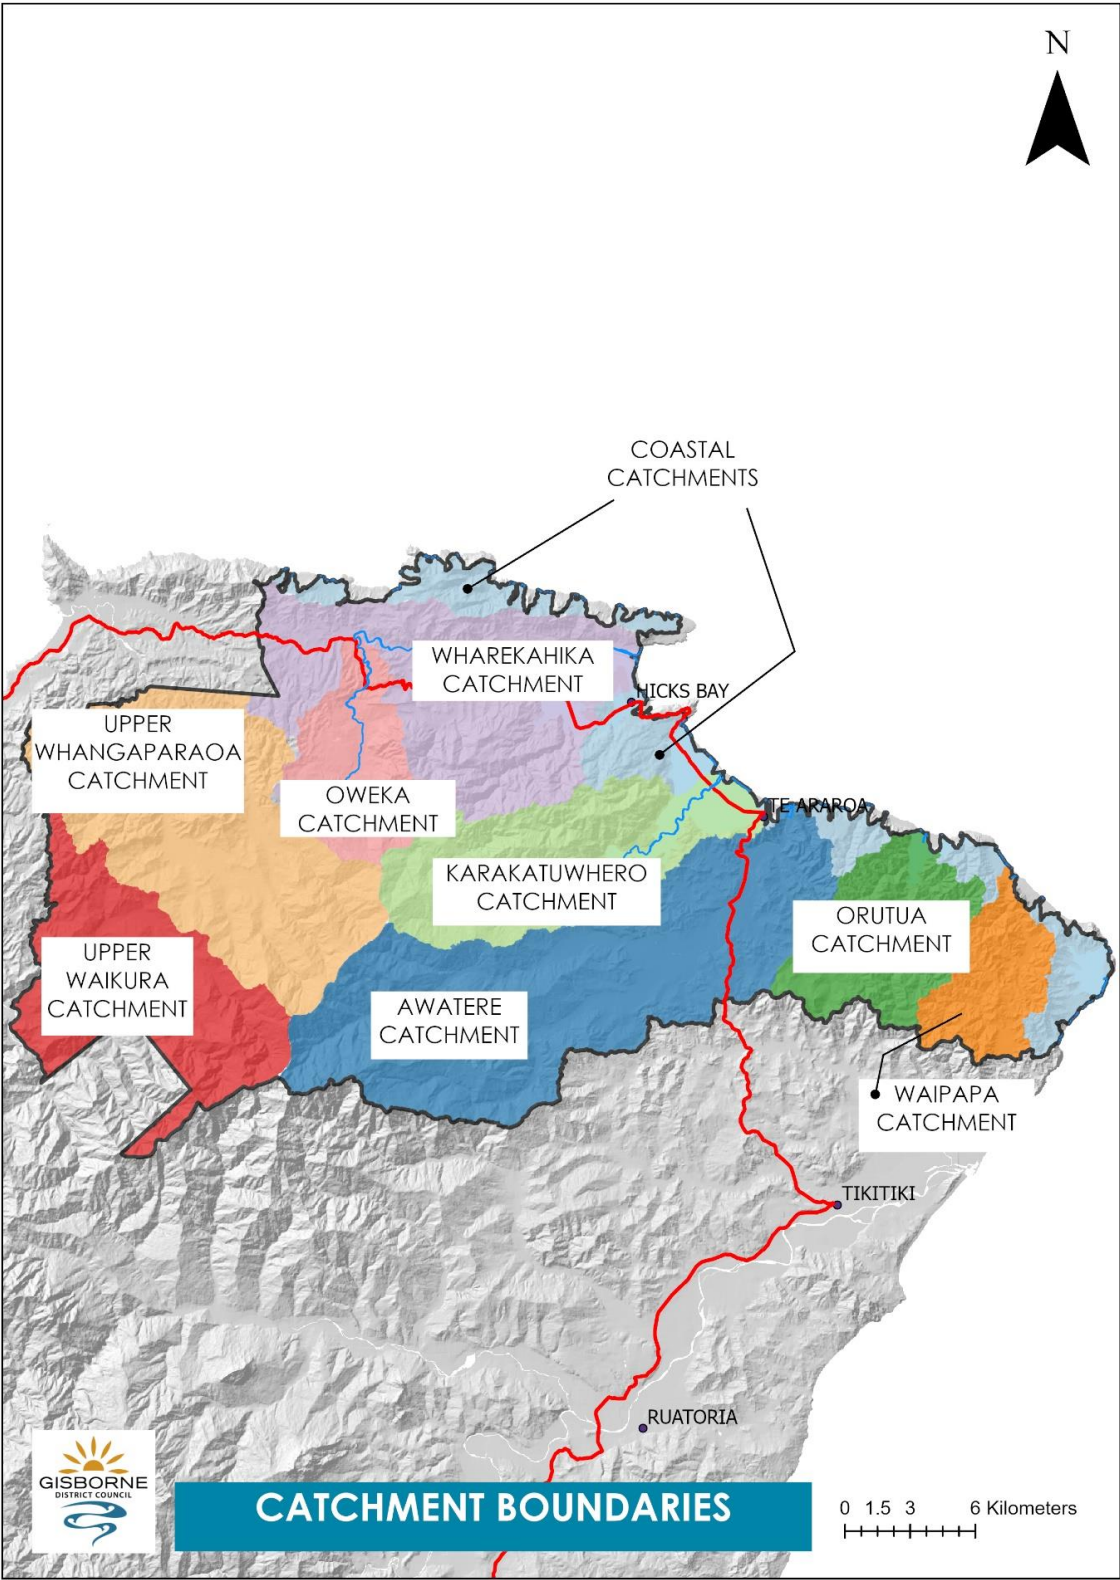 N
COASTAL
CATCHMENTS
WHAREKAHIKA
CATCHMENT
HICKS BAY
UPPER
WHANGAPARAOA
CATCHMENT
OWEKA
CATCHMENT
TE ARAROA
KARAKATUWHERO
CATCHMENT
ORUTUA
CATCHMENT
UPPER
WAIKURA
CATCHMENT
AWATERE
CATCHMENT
WAIPAPA
CATCHMENT
TIKITIKI
RUATORIA
GISBORNE
DISTRICT COUNCIL
CATCHMENT BOUNDARIES
0 1.5 3 6 Kilometers